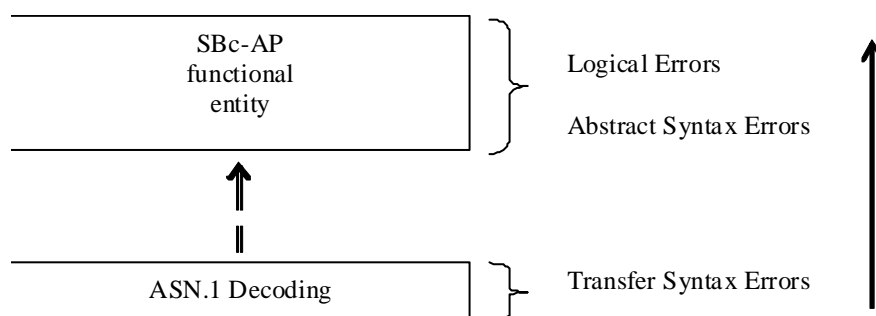 SBc-AP
functional
entity
Logical Errors
Abstract Syntax Errors
ASN.1 Decoding
Transfer Syntax Errors